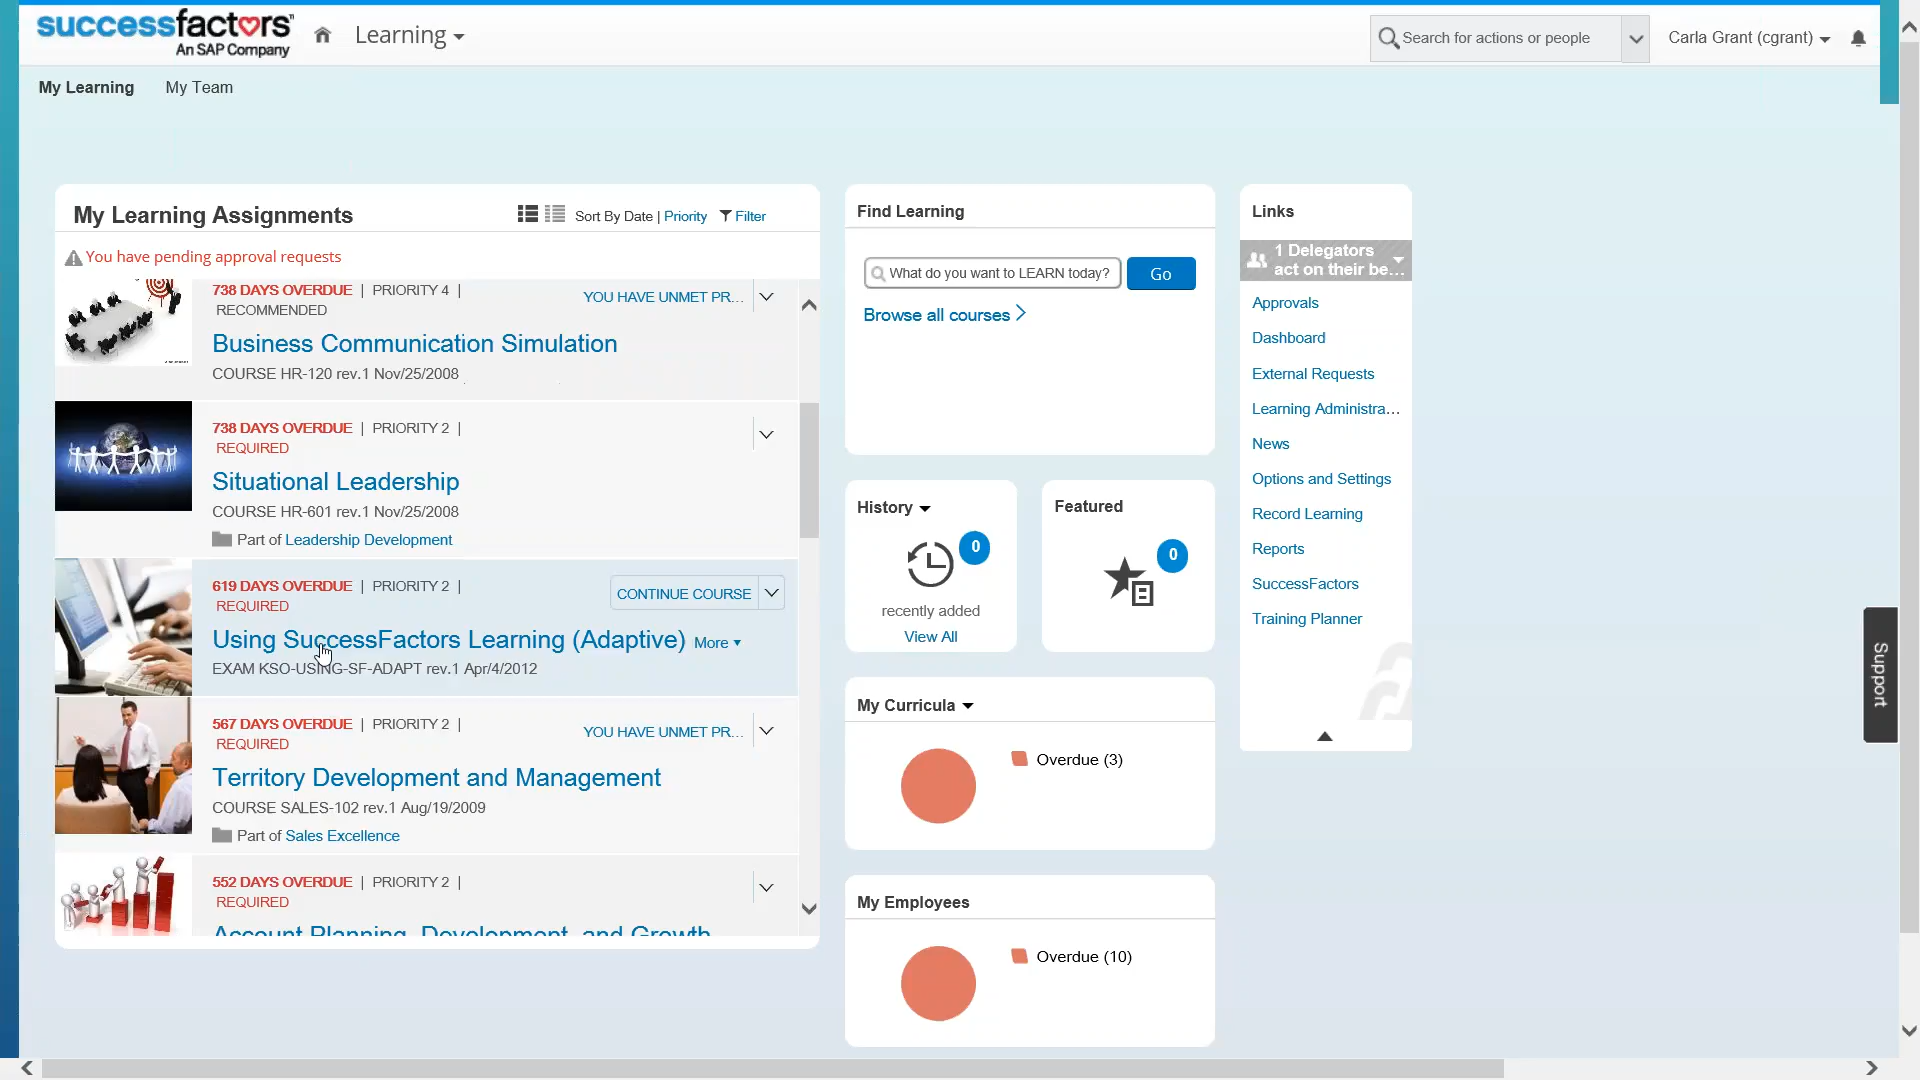 successfactors
An SAP Company
Learning
Search for actions or people
Carla Grant (cgrant)
My Learning
My Team
My Learning Assignments
Sort By Date | Priority
Filter
You have pending approval requests
738 DAYS OVERDUE | PRIORITY 4 |
RECOMMENDED
YOU HAVE UNMET PR...
Business Communication Simulation
COURSE HR-120 rev.1 Nov/25/2008
738 DAYS OVERDUE | PRIORITY 2 |
REQUIRED
Situational Leadership
COURSE HR-601 rev.1 Nov/25/2008
Part of Leadership Development
619 DAYS OVERDUE | PRIORITY 2 |
REQUIRED
CONTINUE COURSE
Using SuccessFactors Learning (Adaptive) More
EXAM KSO-USING-SF-ADAPT rev.1 Apr/4/2012
567 DAYS OVERDUE | PRIORITY 2 |
REQUIRED
YOU HAVE UNMET PR...
Territory Development and Management
COURSE SALES-102 rev.1 Aug/19/2009
Part of Sales Excellence
552 DAYS OVERDUE | PRIORITY 2 |
REQUIRED
Account Planning, Development, and Growth
Find Learning
What do you want to LEARN today?
Go
Browse all courses
History
0
recently added
View All
Featured
0
My Curricula
Overdue (3)
My Employees
Overdue (10)
Links
1 Delegators
act on their be...
Approvals
Dashboard
External Requests
Learning Administra...
News
Options and Settings
Record Learning
Reports
SuccessFactors
Training Planner
Support